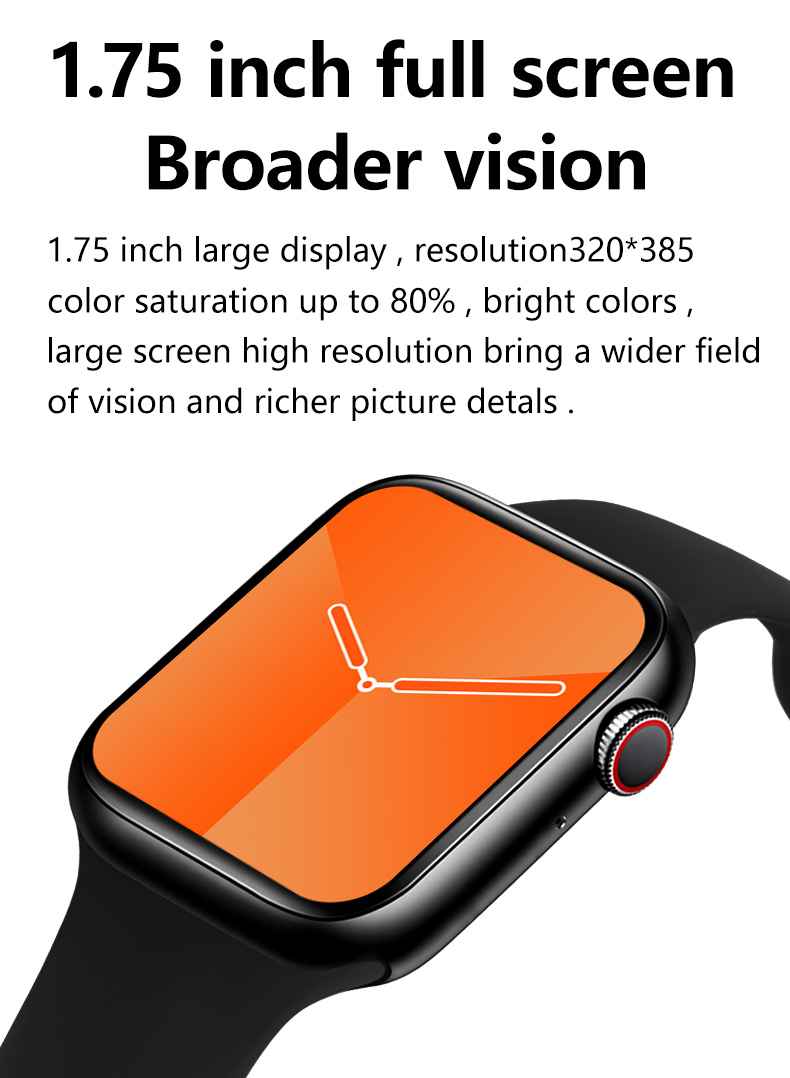 1.75 inch full screen
Broader vision
1.75 inch large display , resolution320*385
color saturation up to 80% , bright colors ,
large screen high resolution bring a wider field
of vision and richer picture detals .